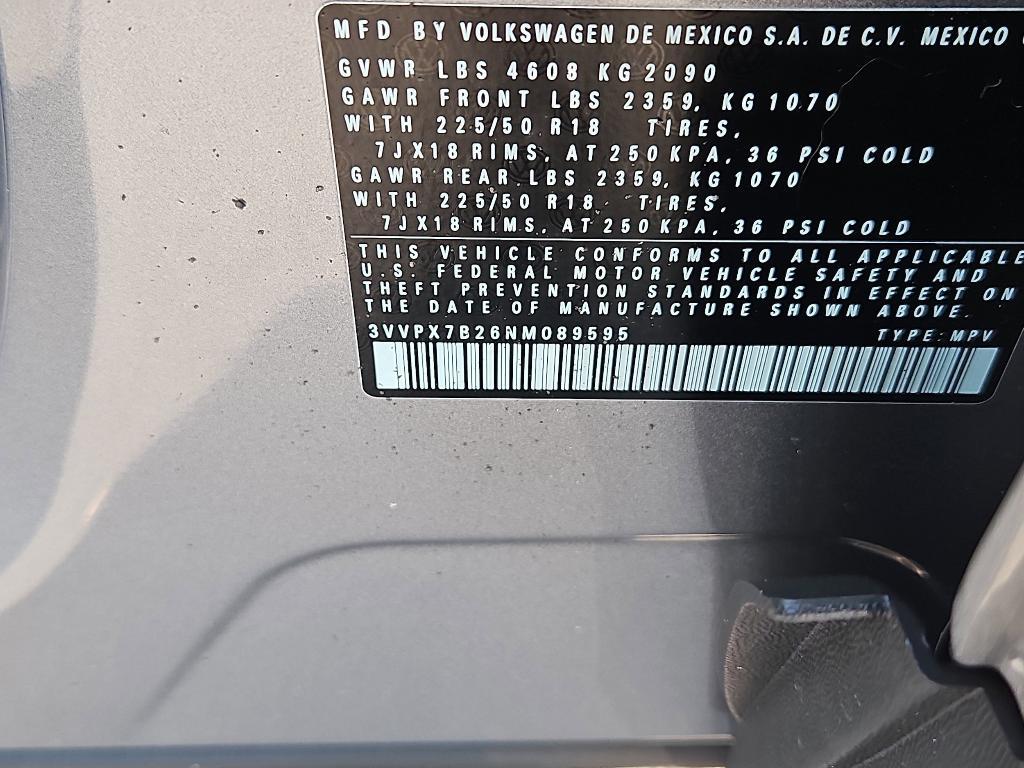 MFD BY VOLKSWAGEN DE MEXICO S.A. DE C.V. MEXICO
GVWR LBS 4608 KG 2090
GAWR FRONT LBS 2359, KG 1070
WITH 225/50 R18 TIRES,
7JX18 RIMS, AT 250 KPA, 36 PSI COLD
GAWR REAR LBS 2359, KG 1070
WITH 225/50 R18 TIRES,
7JX18 RIMS, AT 250 KPA, 36 PSI COLD
THIS VEHICLE CONFORMS TO ALL APPLICABLE
U.S. FEDERAL MOTOR VEHICLE SAFETY AND
THEFT PREVENTION STANDARDS IN EFFECT ON
THE DATE OF MANUFACTURE SHOWN ABOVE.
3VVPX7B26NM089595 TYPE: MPV